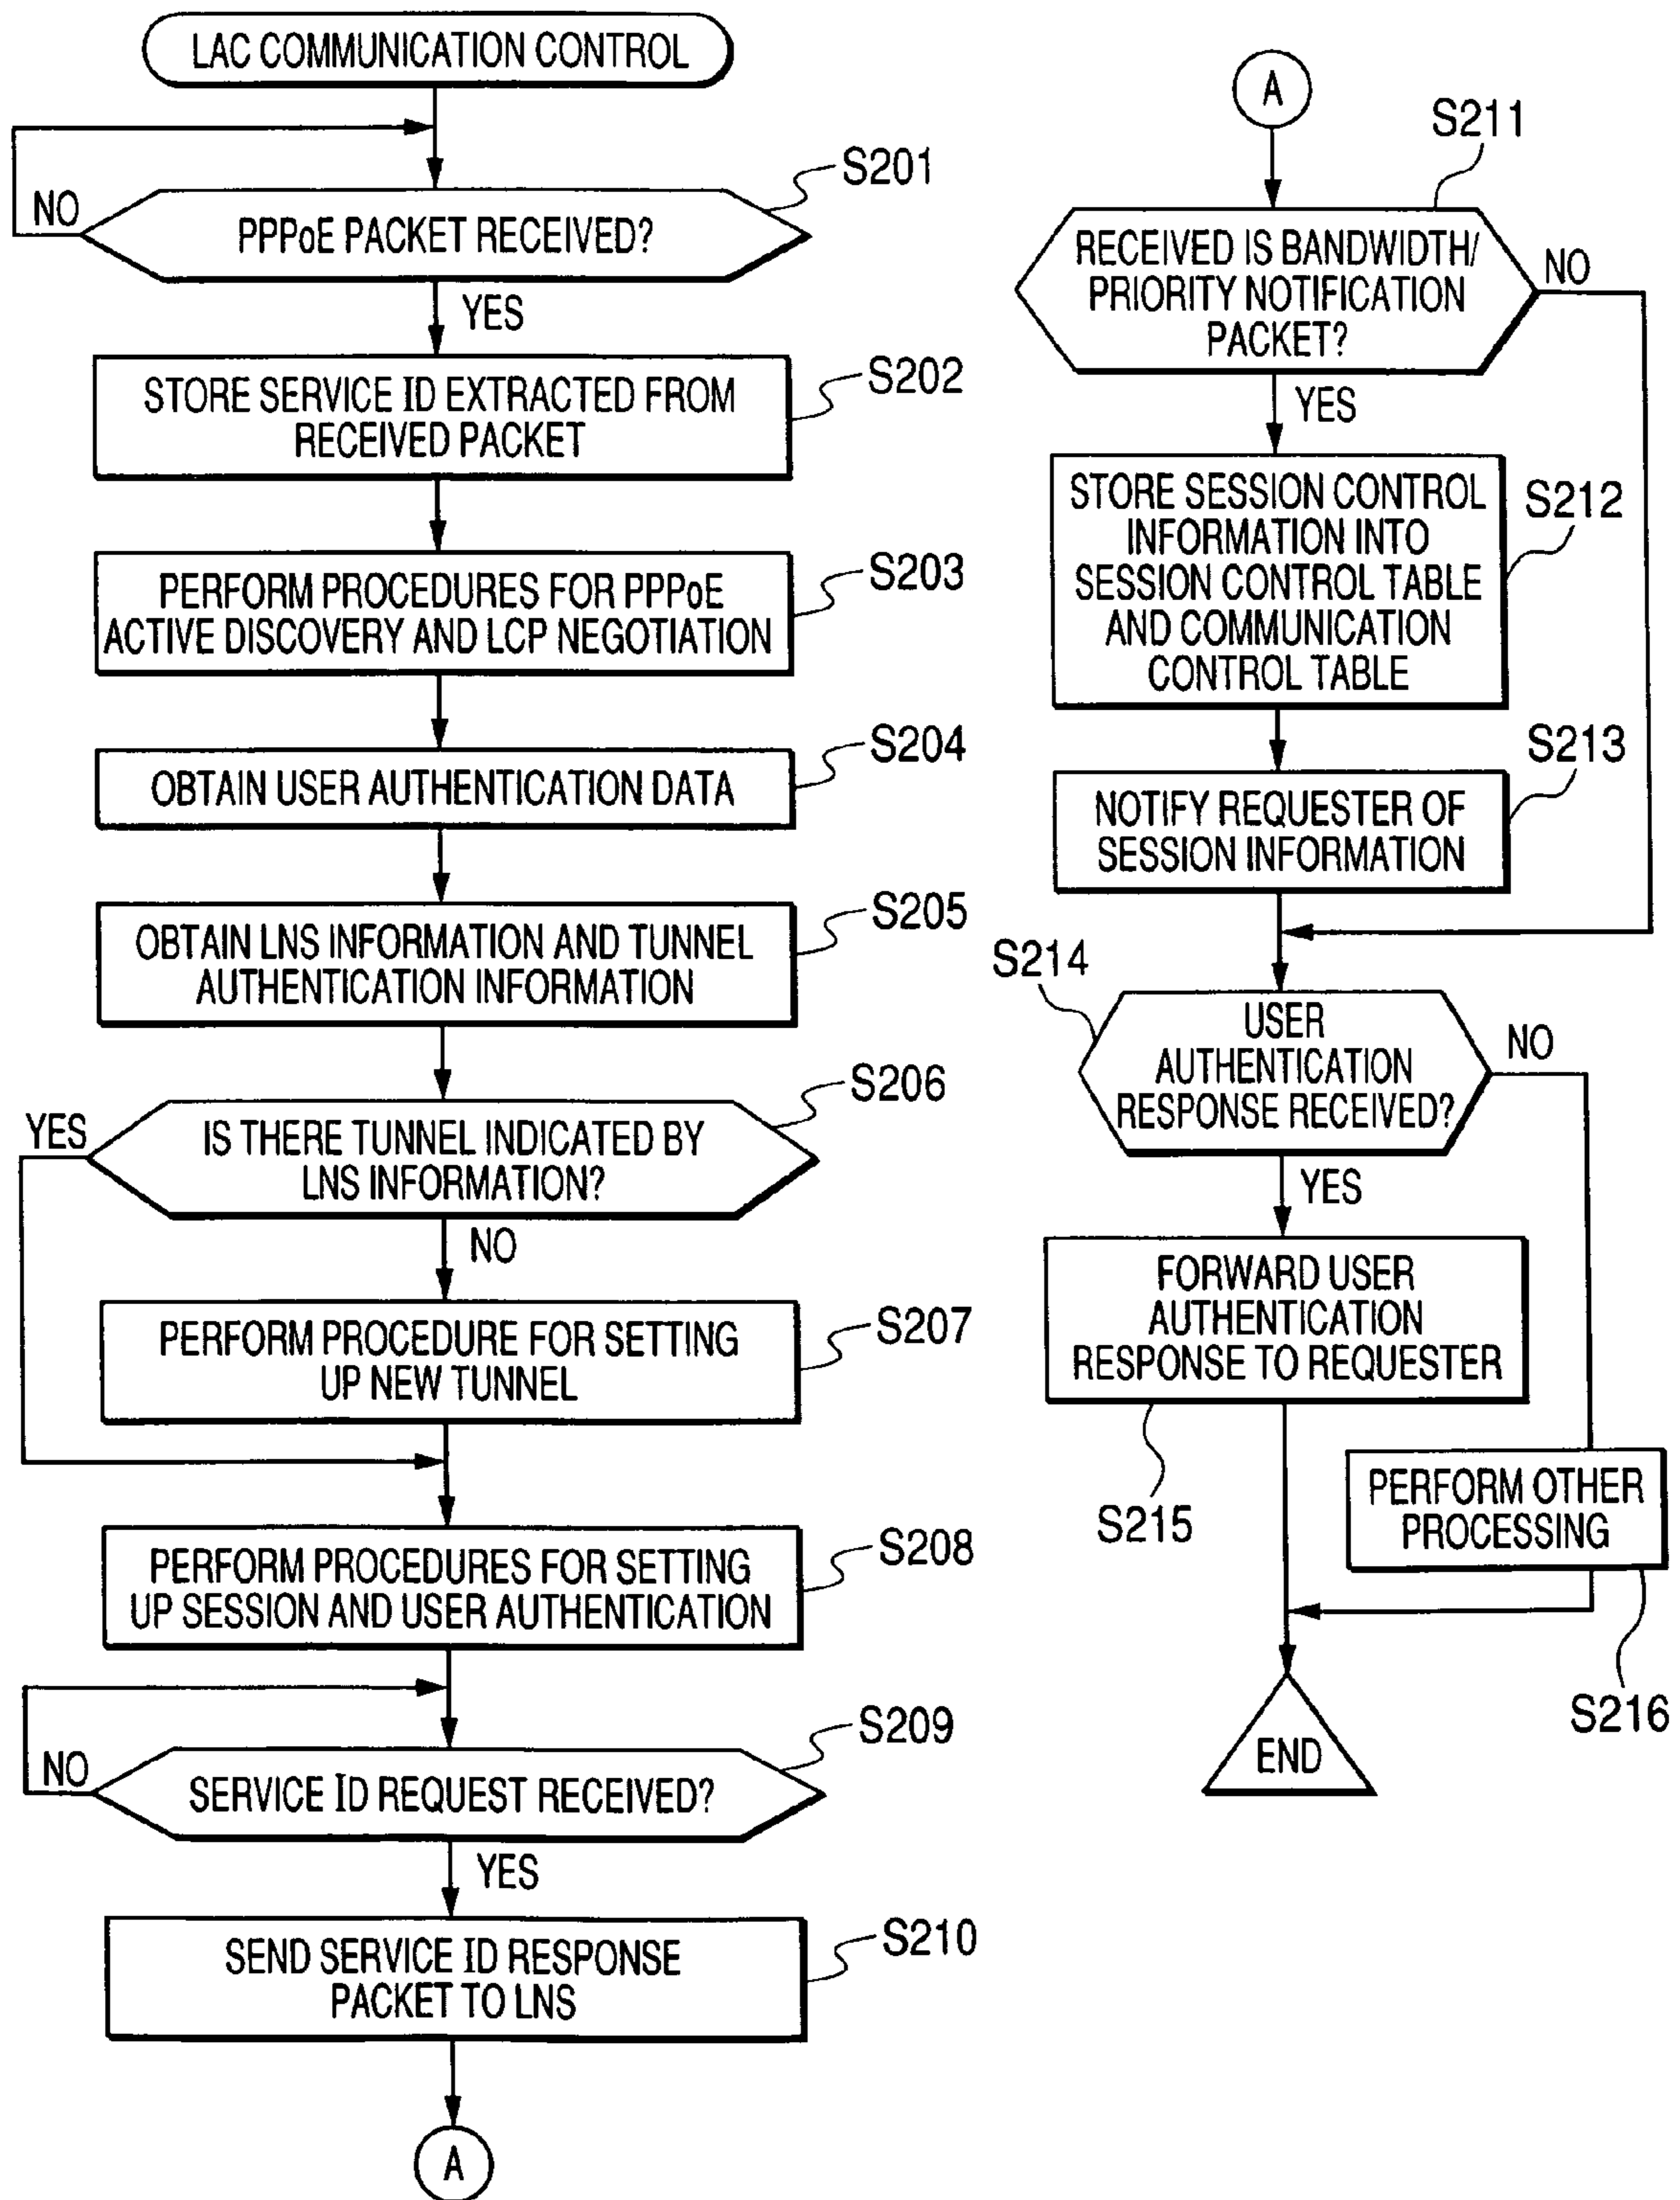 LAC COMMUNICATION CONTROL
S201
NO
PPPoE PACKET RECEIVED?
YES
S202
STORE SERVICE ID EXTRACTED FROM
RECEIVED PACKET
S203
PERFORM PROCEDURES FOR PPPoE
ACTIVE DISCOVERY AND LCP NEGOTIATION
S204
OBTAIN USER AUTHENTICATION DATA
S205
OBTAIN LNS INFORMATION AND TUNNEL
AUTHENTICATION INFORMATION
S206
YES
IS THERE TUNNEL INDICATED BY
LNS INFORMATION?
NO
S207
PERFORM PROCEDURE FOR SETTING
UP NEW TUNNEL
S208
PERFORM PROCEDURES FOR SETTING
UP SESSION AND USER AUTHENTICATION
S209
NO
SERVICE ID REQUEST RECEIVED?
YES
S210
SEND SERVICE ID RESPONSE
PACKET TO LNS
A
A
S211
RECEIVED IS BANDWIDTH/
PRIORITY NOTIFICATION
PACKET?
NO
YES
S212
STORE SESSION CONTROL
INFORMATION INTO
SESSION CONTROL TABLE
AND COMMUNICATION
CONTROL TABLE
S213
NOTIFY REQUESTER OF
SESSION INFORMATION
S214
USER
AUTHENTICATION
RESPONSE RECEIVED?
NO
YES
FORWARD USER
AUTHENTICATION
RESPONSE TO REQUESTER
S215
PERFORM OTHER
PROCESSING
S216
END